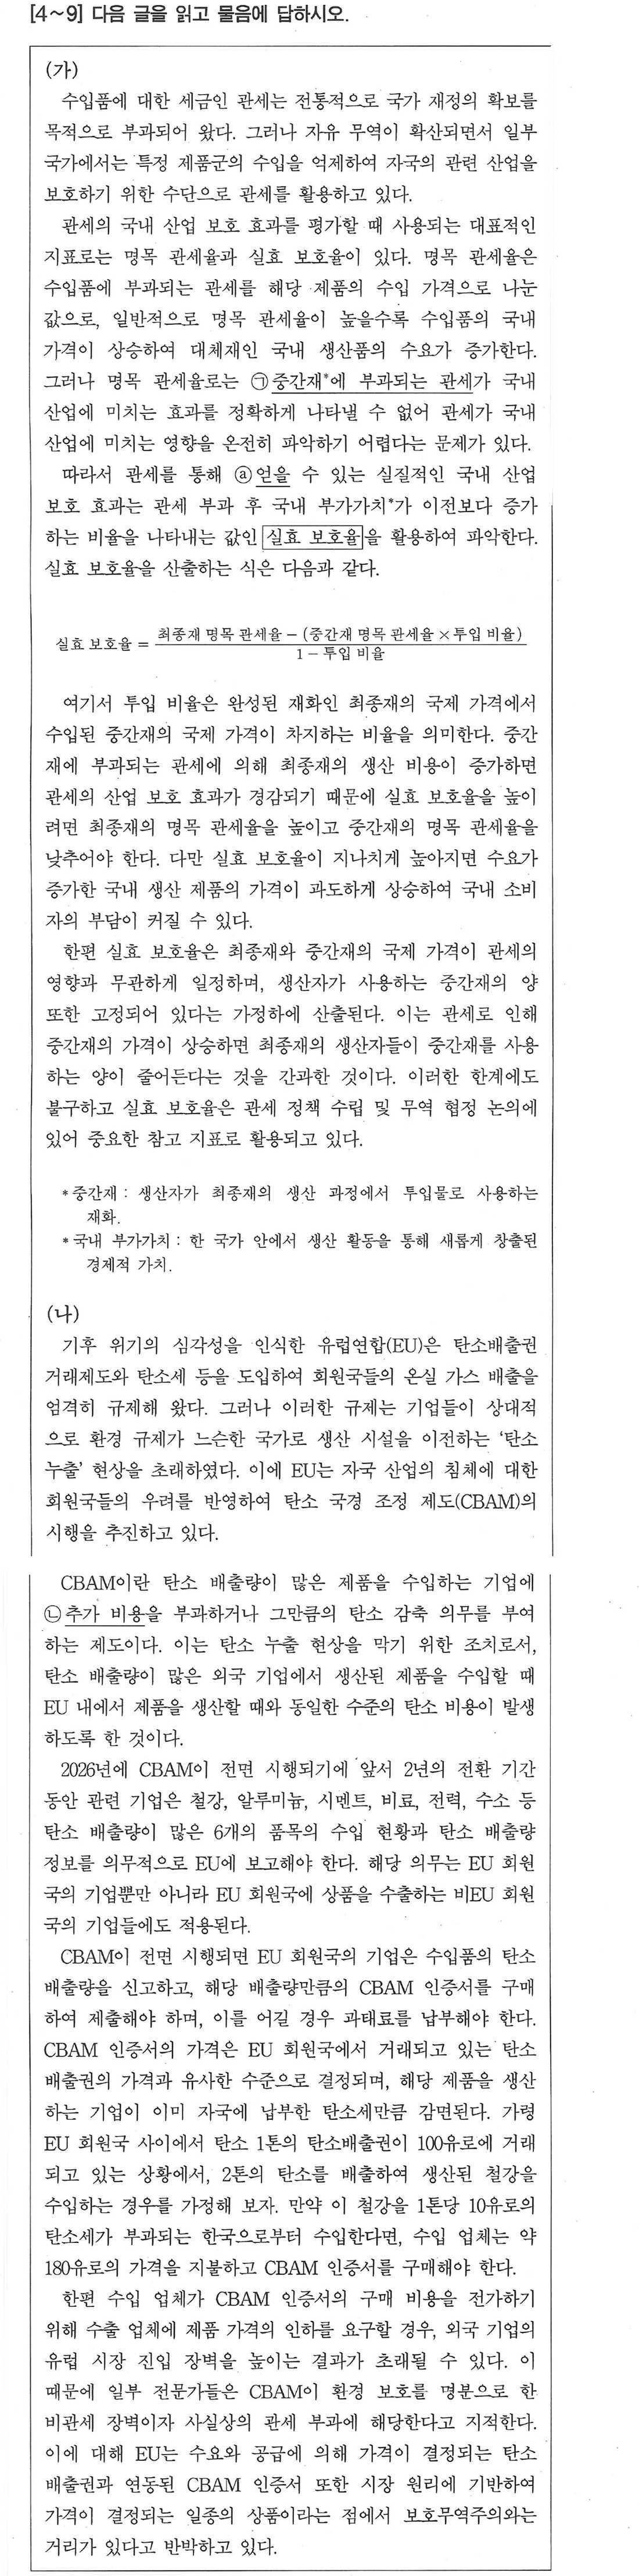 [4～9] 다음 글을 읽고 물음에 답하시오.
(가)
수입품에 대한 세금인 관세는 전통적으로 국가 재정의 확보를
목적으로 부과되어 왔다. 그러나 자유 무역이 확산되면서 일부
국가에서는 특정 제품군의 수입을 억제하여 자국의 관련 산업을
보호하기 위한 수단으로 관세를 활용하고 있다.
관세의 국내 산업 보호 효과를 평가할 때 사용되는 대표적인
지표로는 명목 관세율과 실효 보호율이 있다. 명목 관세율은
수입품에 부과되는 관세를 해당 제품의 수입 가격으로 나눈
값으로, 일반적으로 명목 관세율이 높을수록 수입품의 국내
가격이 상승하여 대체재인 국내 생산품의 수요가 증가한다.
그러나 명목 관세율로는 ㉠중간재*에 부과되는 관세가 국내
산업에 미치는 효과를 정확하게 나타낼 수 없어 관세가 국내
산업에 미치는 영향을 온전히 파악하기 어렵다는 문제가 있다.
따라서 관세를 통해 ⓐ얻을 수 있는 실질적인 국내 산업
보호 효과는 관세 부과 후 국내 부가가치*가 이전보다 증가
하는 비율을 나타내는 값인 실효 보호율을 활용하여 파악한다.
실효 보호율을 산출하는 식은 다음과 같다.
실효 보호율 = 최종재 명목 관세율 - (중간재 명목 관세율 × 투입 비율)
1 - 투입 비율
여기서 투입 비율은 완성된 재화인 최종재의 국제 가격에서
수입된 중간재의 국제 가격이 차지하는 비율을 의미한다. 중간
재에 부과되는 관세에 의해 최종재의 생산 비용이 증가하면
관세의 산업 보호 효과가 경감되기 때문에 실효 보호율을 높이
려면 최종재의 명목 관세율을 높이고 중간재의 명목 관세율을
낮추어야 한다. 다만 실효 보호율이 지나치게 높아지면 수요가
증가한 국내 생산 제품의 가격이 과도하게 상승하여 국내 소비
자의 부담이 커질 수 있다.
한편 실효 보호율은 최종재와 중간재의 국제 가격이 관세의
영향과 무관하게 일정하며, 생산자가 사용하는 중간재의 양
또한 고정되어 있다는 가정하에 산출된다. 이는 관세로 인해
중간재의 가격이 상승하면 최종재의 생산자들이 중간재를 사용
하는 양이 줄어든다는 것을 간과한 것이다. 이러한 한계에도
불구하고 실효 보호율은 관세 정책 수립 및 무역 협정 논의에
있어 중요한 참고 지표로 활용되고 있다.
*중간재 : 생산자가 최종재의 생산 과정에서 투입물로 사용하는
재화.
*국내 부가가치 : 한 국가 안에서 생산 활동을 통해 새롭게 창출된
경제적 가치.
(나)
기후 위기의 심각성을 인식한 유럽연합(EU)은 탄소배출권
거래제도와 탄소세 등을 도입하여 회원국들의 온실 가스 배출을
엄격히 규제해 왔다. 그러나 이러한 규제는 기업들이 상대적
으로 환경 규제가 느슨한 국가로 생산 시설을 이전하는 ‘탄소
누출’ 현상을 초래하였다. 이에 EU는 자국 산업의 침체에 대한
회원국들의 우려를 반영하여 탄소 국경 조정 제도(CBAM)의
시행을 추진하고 있다.
CBAM이란 탄소 배출량이 많은 제품을 수입하는 기업에
㉡추가 비용을 부과하거나 그만큼의 탄소 감축 의무를 부여
하는 제도이다. 이는 탄소 누출 현상을 막기 위한 조치로서,
탄소 배출량이 많은 외국 기업에서 생산된 제품을 수입할 때
EU 내에서 제품을 생산할 때와 동일한 수준의 탄소 비용이 발생
하도록 한 것이다.
2026년에 CBAM이 전면 시행되기에 앞서 2년의 전환 기간
동안 관련 기업은 철강, 알루미늄, 시멘트, 비료, 전력, 수소 등
탄소 배출량이 많은 6개의 품목의 수입 현황과 탄소 배출량
정보를 의무적으로 EU에 보고해야 한다. 해당 의무는 EU 회원
국의 기업뿐만 아니라 EU 회원국에 상품을 수출하는 비EU 회원
국의 기업들에도 적용된다.
CBAM이 전면 시행되면 EU 회원국의 기업은 수입품의 탄소
배출량을 신고하고, 해당 배출량만큼의 CBAM 인증서를 구매
하여 제출해야 하며, 이를 어길 경우 과태료를 납부해야 한다.
CBAM 인증서의 가격은 EU 회원국에서 거래되고 있는 탄소
배출권의 가격과 유사한 수준으로 결정되며, 해당 제품을 생산
하는 기업이 이미 자국에 납부한 탄소세만큼 감면된다. 가령
EU 회원국 사이에서 탄소 1톤의 탄소배출권이 100유로에 거래
되고 있는 상황에서, 2톤의 탄소를 배출하여 생산된 철강을
수입하는 경우를 가정해 보자. 만약 이 철강을 1톤당 10유로의
탄소세가 부과되는 한국으로부터 수입한다면, 수입 업체는 약
180유로의 가격을 지불하고 CBAM 인증서를 구매해야 한다.
한편 수입 업체가 CBAM 인증서의 구매 비용을 전가하기
위해 수출 업체에 제품 가격의 인하를 요구할 경우, 외국 기업의
유럽 시장 진입 장벽을 높이는 결과가 초래될 수 있다. 이
때문에 일부 전문가들은 CBAM이 환경 보호를 명분으로 한
비관세 장벽이자 사실상의 관세 부과에 해당한다고 지적한다.
이에 대해 EU는 수요와 공급에 의해 가격이 결정되는 탄소
배출권과 연동된 CBAM 인증서 또한 시장 원리에 기반하여
가격이 결정되는 일종의 상품이라는 점에서 보호무역주의와는
거리가 있다고 반박하고 있다.